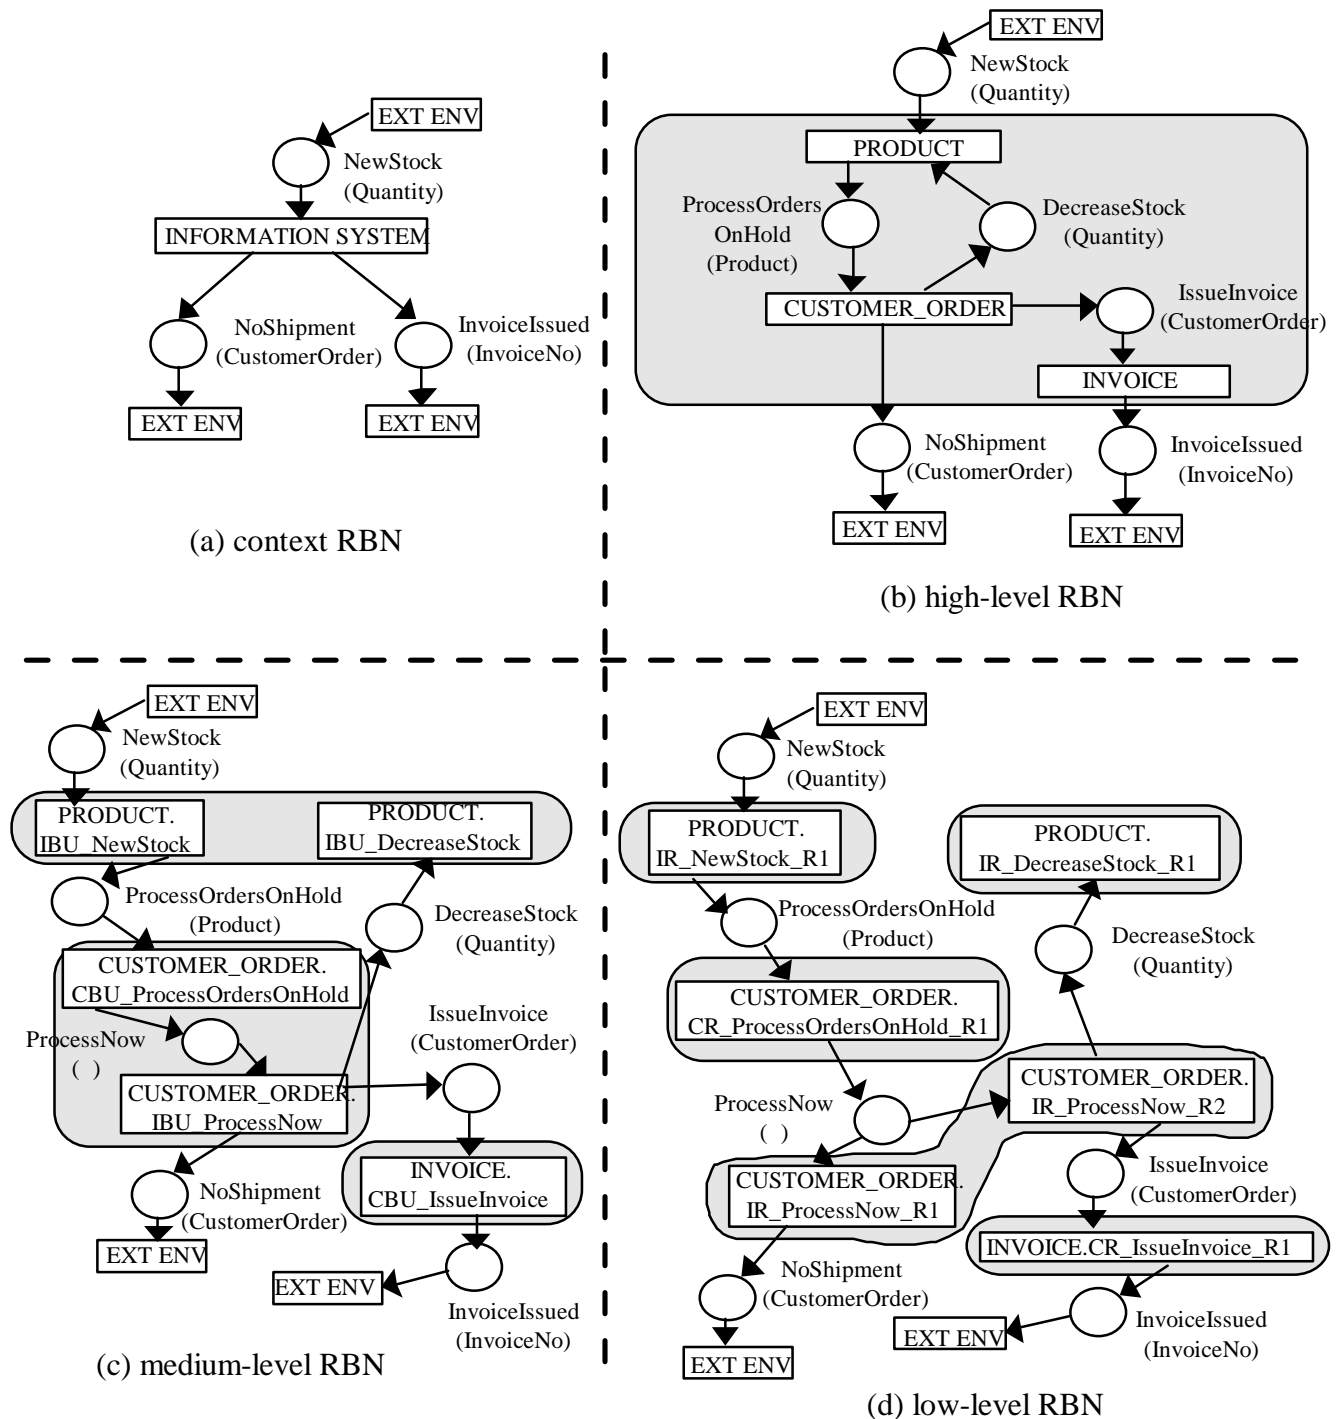 EXT ENV
NewStock
(Quantity)
INFORMATION SYSTEM
NoShipment
(CustomerOrder)
InvoiceIssued
(InvoiceNo)
EXT ENV
EXT ENV
(a) context RBN
EXT ENV
NewStock
(Quantity)
PRODUCT
ProcessOrders
OnHold
(Product)
DecreaseStock
(Quantity)
CUSTOMER_ORDER
IssueInvoice
(CustomerOrder)
INVOICE
NoShipment
(CustomerOrder)
InvoiceIssued
(InvoiceNo)
EXT ENV
EXT ENV
(b) high-level RBN
EXT ENV
NewStock
(Quantity)
PRODUCT.
IBU_NewStock
PRODUCT.
IBU_DecreaseStock
ProcessOrdersOnHold
(Product)
DecreaseStock
(Quantity)
CUSTOMER_ORDER.
CBU_ProcessOrdersOnHold
ProcessNow
( )
IssueInvoice
(CustomerOrder)
CUSTOMER_ORDER.
IBU_ProcessNow
INVOICE.
CBU_IssueInvoice
NoShipment
(CustomerOrder)
EXT ENV
EXT ENV
InvoiceIssued
(InvoiceNo)
(c) medium-level RBN
EXT ENV
NewStock
(Quantity)
PRODUCT.
IR_NewStock_R1
PRODUCT.
IR_DecreaseStock_R1
ProcessOrdersOnHold
(Product)
DecreaseStock
(Quantity)
CUSTOMER_ORDER.
CR_ProcessOrdersOnHold_R1
ProcessNow
( )
CUSTOMER_ORDER.
IR_ProcessNow_R2
CUSTOMER_ORDER.
IR_ProcessNow_R1
IssueInvoice
(CustomerOrder)
INVOICE.CR_IssueInvoice_R1
NoShipment
(CustomerOrder)
InvoiceIssued
(InvoiceNo)
EXT ENV
EXT ENV
(d) low-level RBN